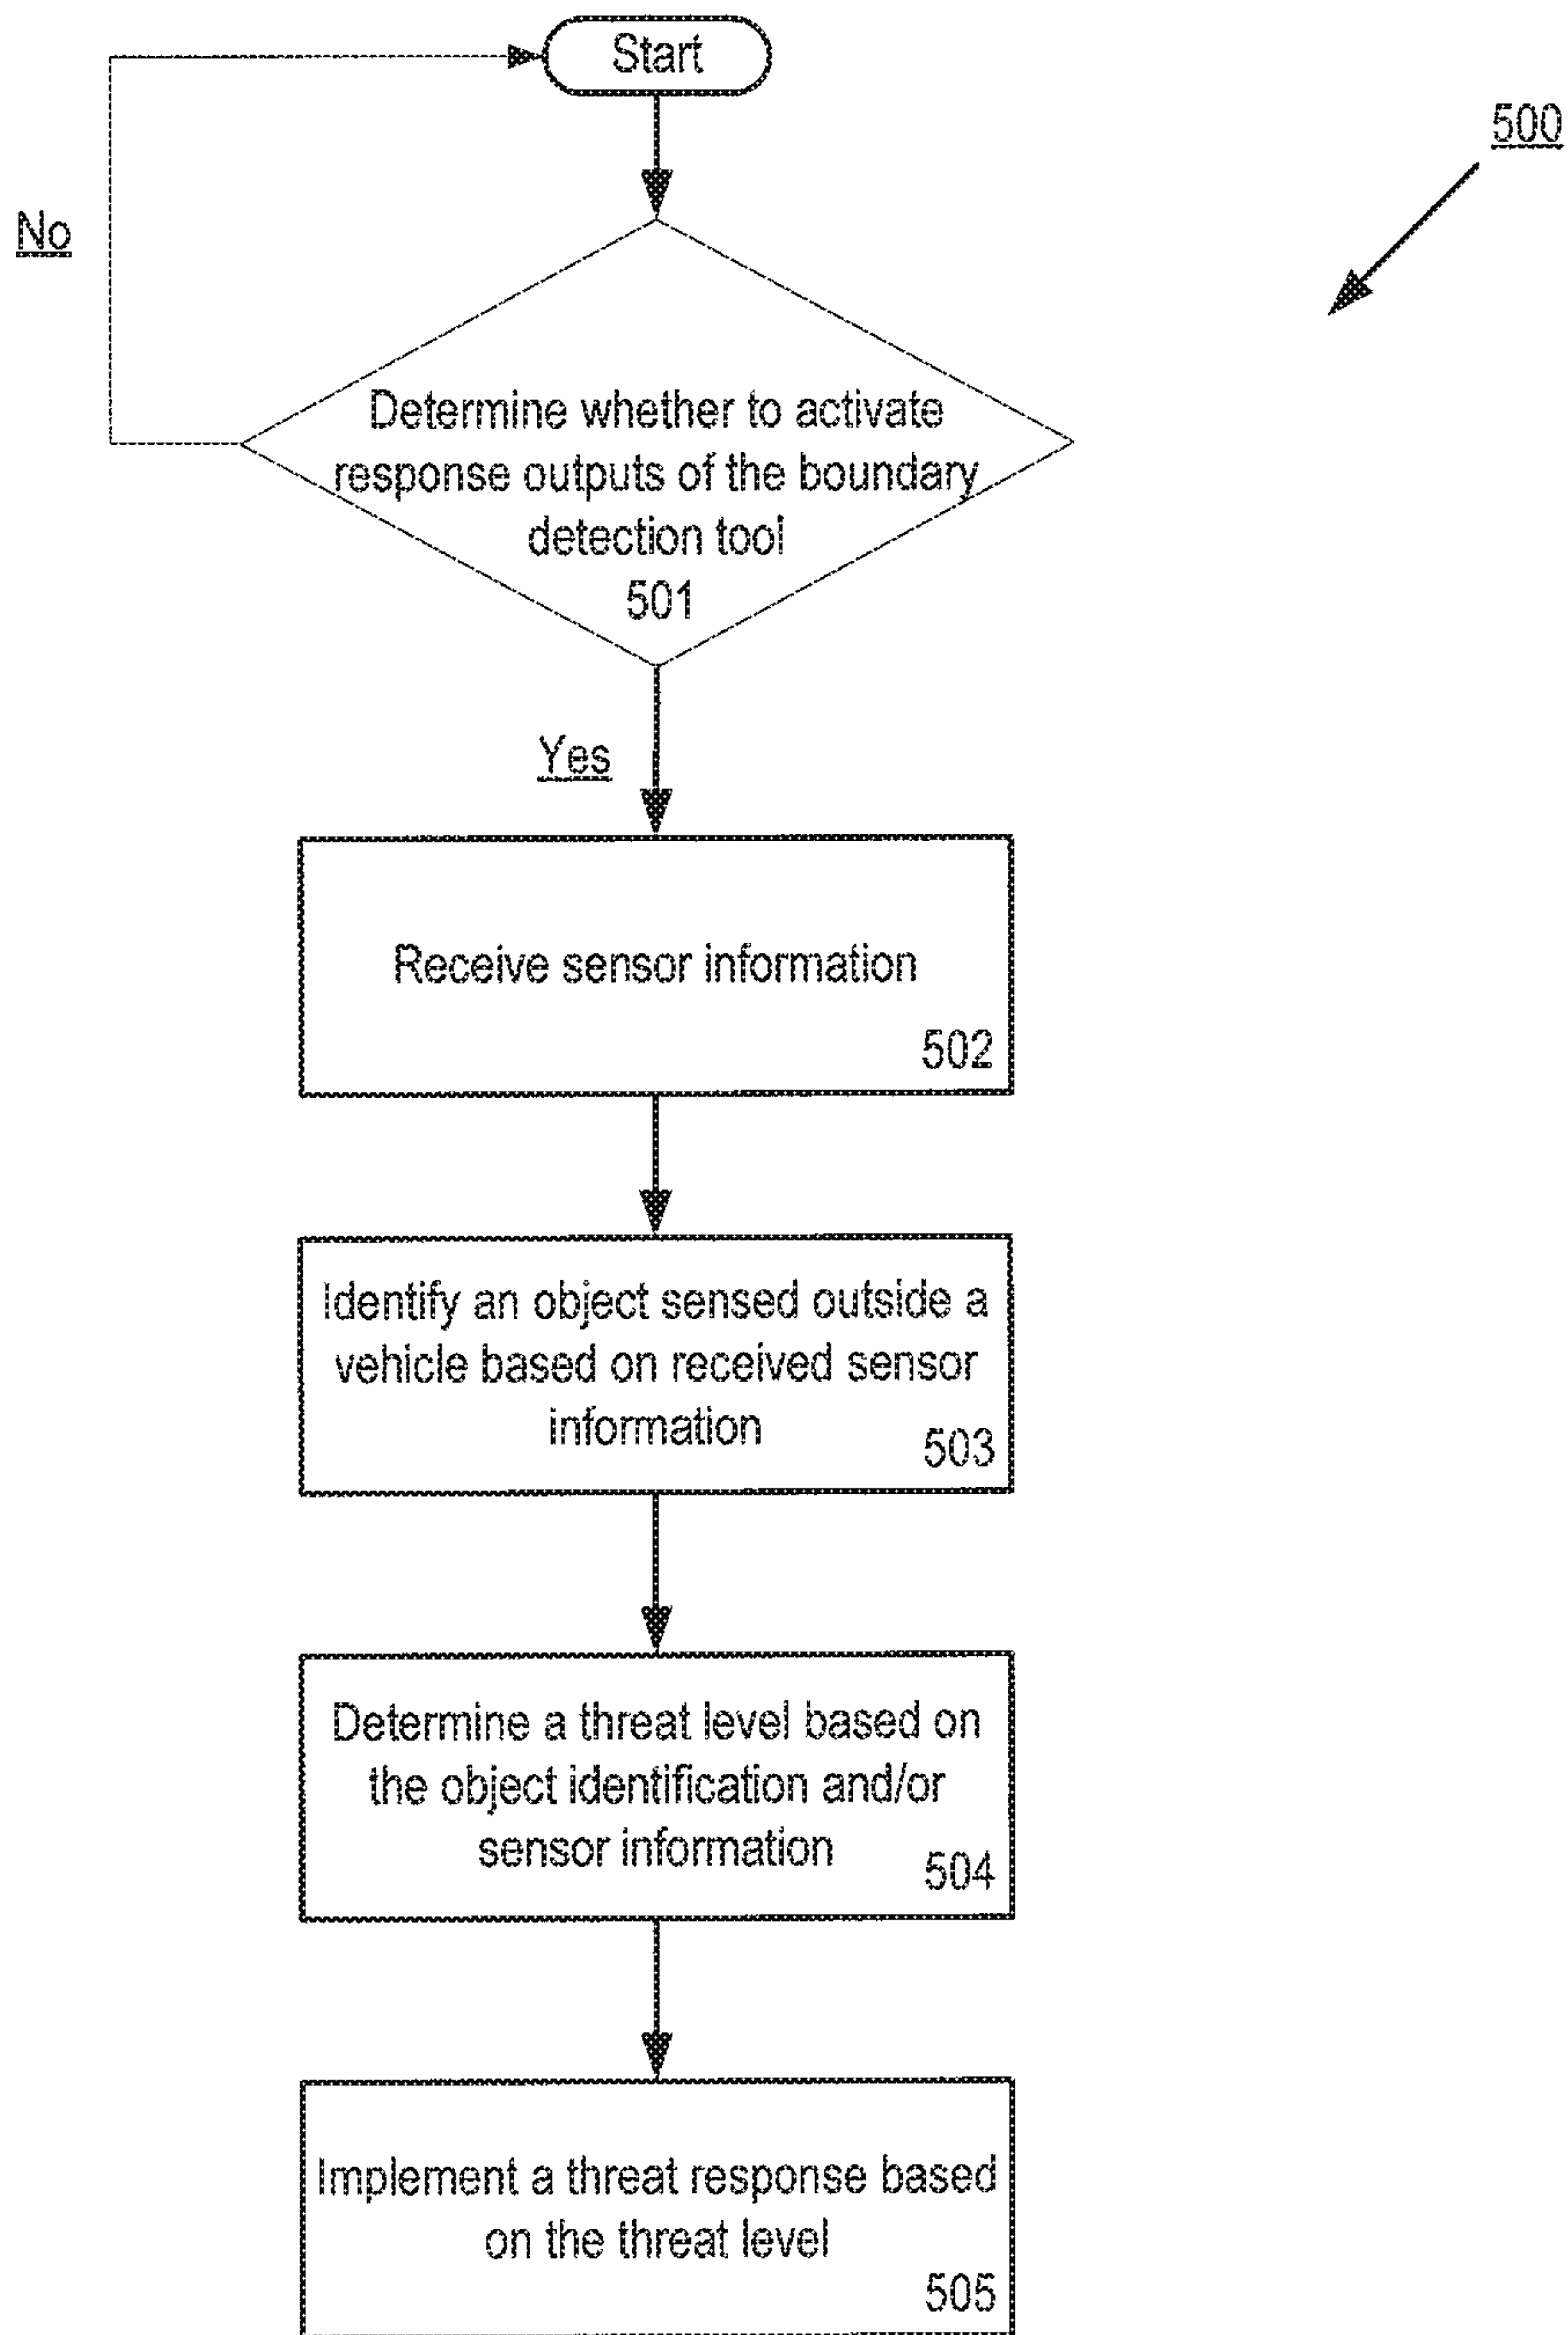 Start
500
No
Determine whether to activate
response outputs of the boundary
detection tool
501
Yes
Receive sensor information
502
Identify an object sensed outside a
vehicle based on received sensor
information
503
Determine a threat level based on
the object identification and/or
sensor information
504
Implement a threat response based
on the threat level
505